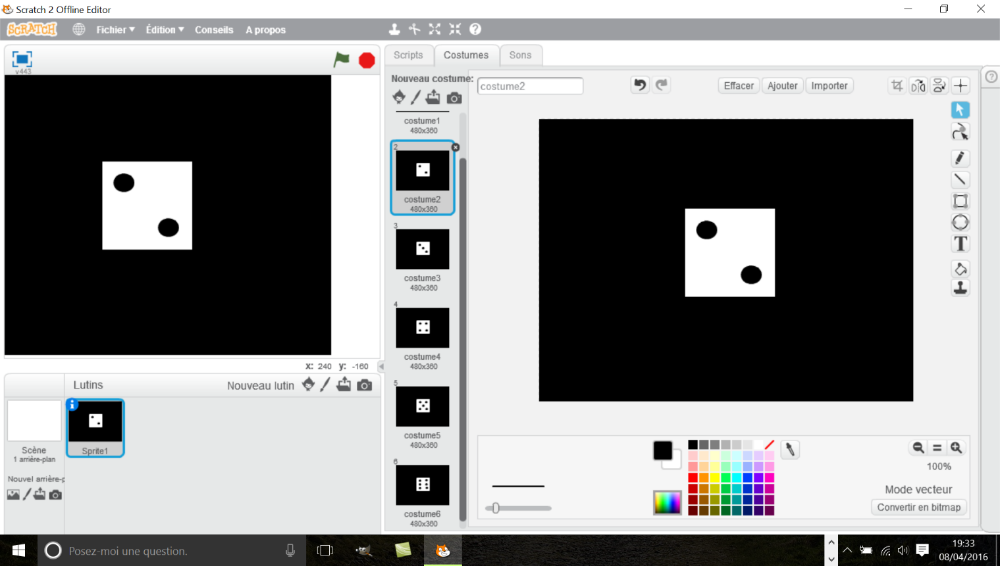 Scratch 2 Offline Editor
SCRATCH
Fichier Édition Conseils A propos
v443
Scripts Costumes Sons
Nouveau costume:
costume2
Effacer Ajouter Importer
costume1
480x360
2
costume2
480x360
3
costume3
480x360
4
costume4
480x360
5
costume5
480x360
6
costume6
480x360
x: 240 y: -160
Lutins
Nouveau lutin
Scène
1 arrière-plan
Sprite1
Nouvel arrière-p
T
100%
Mode vecteur
Convertir en bitmap
Posez-moi une question.
19:33
08/04/2016